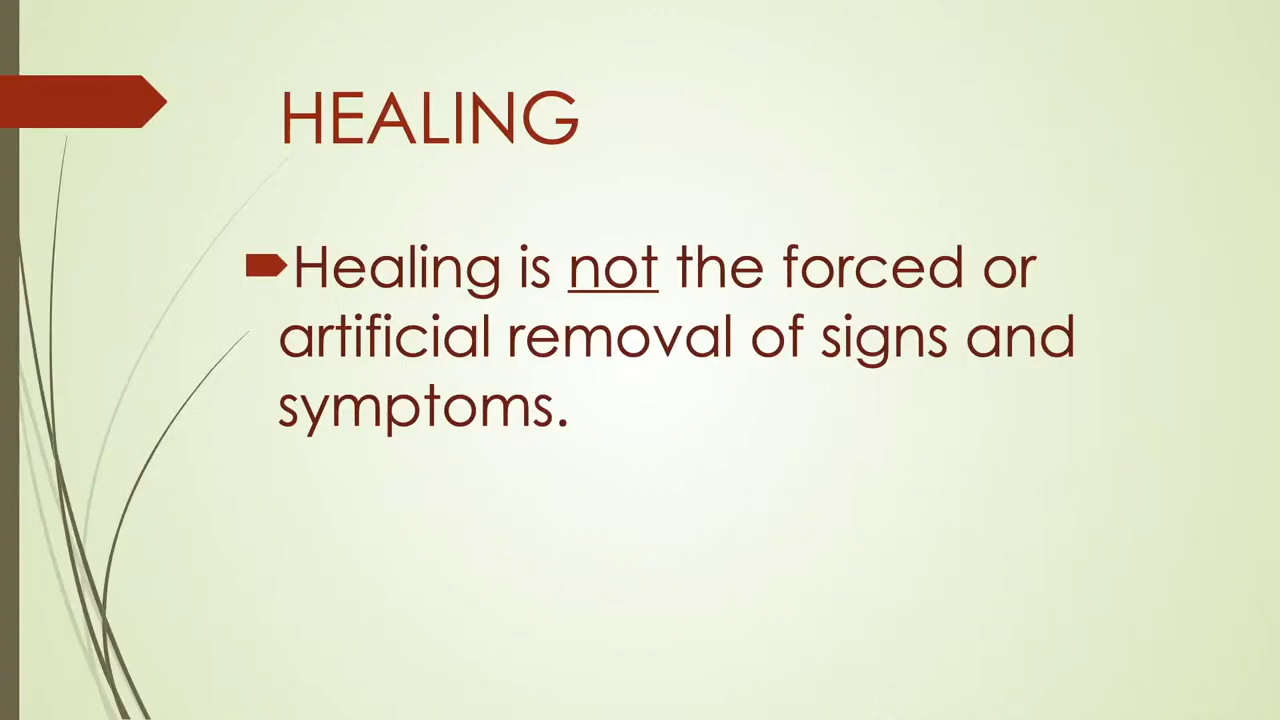 HEALING
Healing is not the forced or
artificial removal of signs and
symptoms.